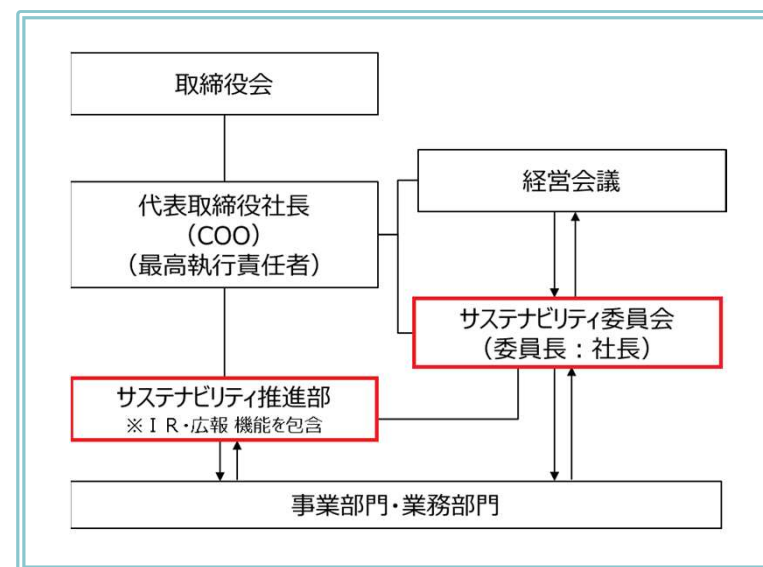 取締役会
代表取締役社長
（COO）
（最高執行責任者）
経営会議
サステナビリティ委員会
（委員長：社長）
サステナビリティ推進部
※ＩＲ・広報 機能を包含
事業部門・業務部門